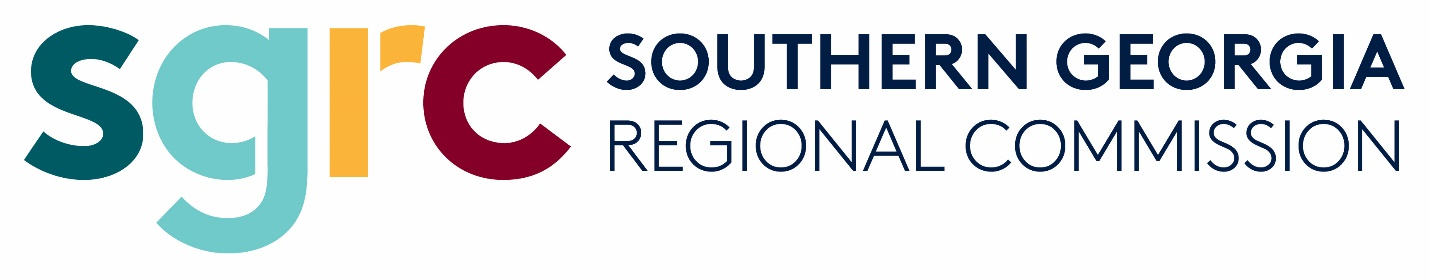 sgrc
SOUTHERN GEORGIA
REGIONAL COMMISSION